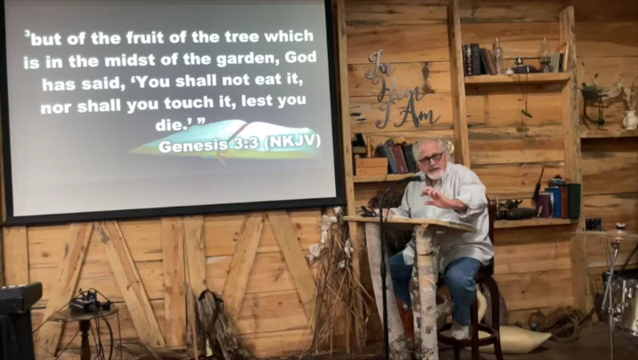 ³but of the fruit of the tree which
is in the midst of the garden, God
has said, ‘You shall not eat it,
nor shall you touch it, lest you
die.’ ”
Genesis 3:3 (NKJV)
I Am